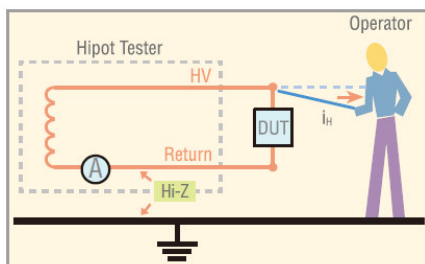 Operator
Hipot Tester
HV
iH
DUT
A
Return
Hi-Z